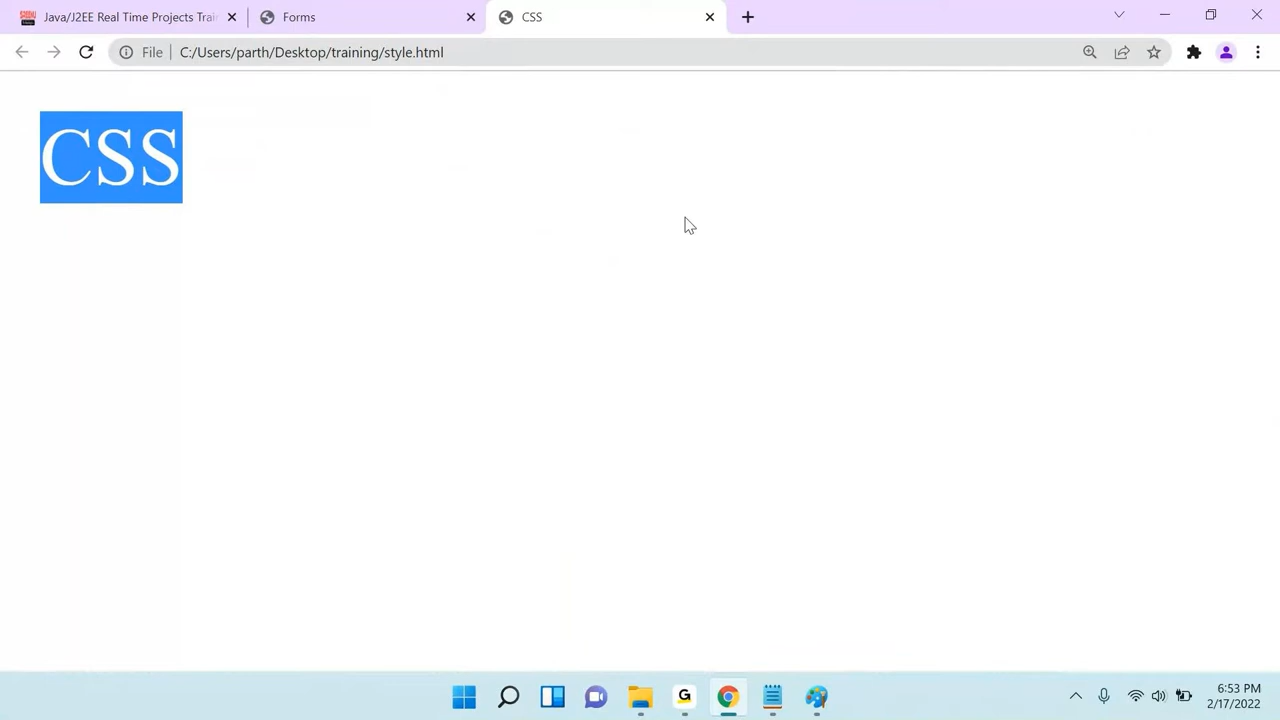 Java/J2EE Real Time Projects Trai
Forms
CSS
File
C:/Users/parth/Desktop/training/style.html
CSS
G
6:53 PM
2/17/2022